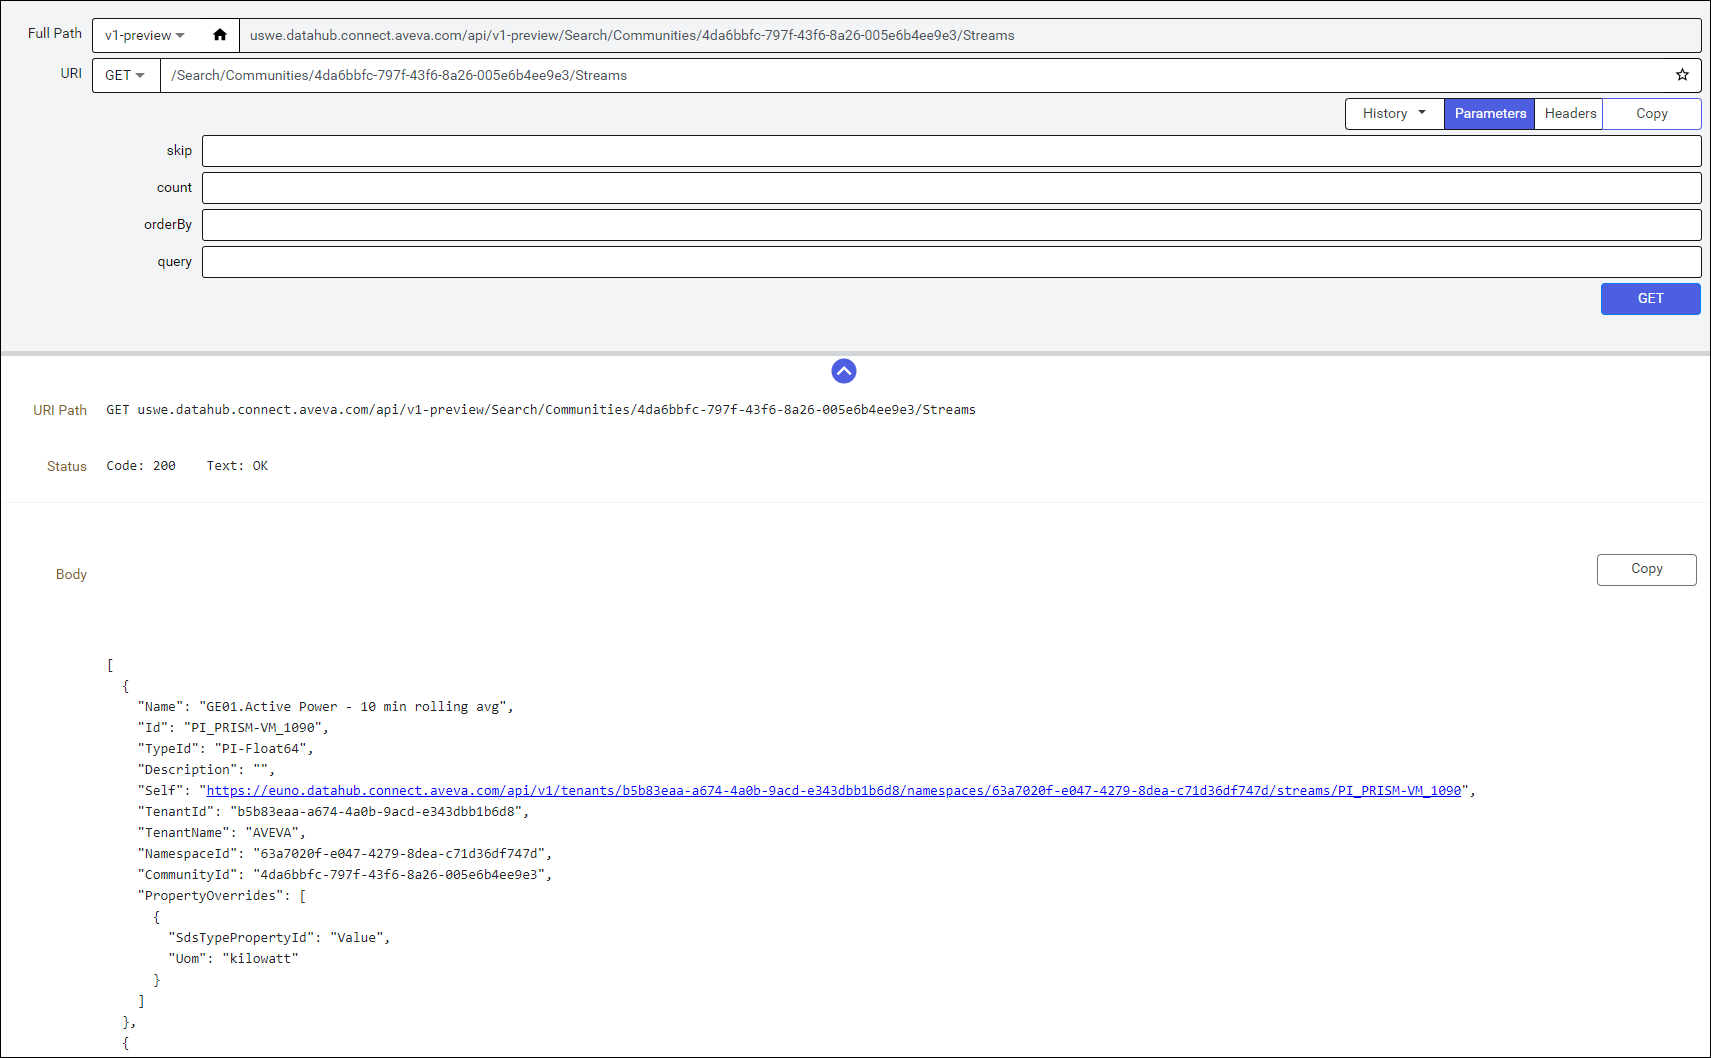 Full Path v1-preview uswe.datahub.connect.aveva.com/api/v1-preview/Search/Communities/4da6bbfc-797f-43f6-8a26-005e6b4ee9e3/Streams
URI GET /Search/Communities/4da6bbfc-797f-43f6-8a26-005e6b4ee9e3/Streams
History Parameters Headers Copy
skip
count
orderBy
query
GET
URI Path GET uswe.datahub.connect.aveva.com/api/v1-preview/Search/Communities/4da6bbfc-797f-43f6-8a26-005e6b4ee9e3/Streams
Status Code: 200 Text: OK
Body Copy
[
{
"Name": "GE01.Active Power - 10 min rolling avg",
"Id": "PI_PRISM-VM_1090",
"TypeId": "PI-Float64",
"Description": "",
"Self": "https://euno.datahub.connect.aveva.com/api/v1/tenants/b5b83eaa-a674-4a0b-9acd-e343dbb1b6d8/namespaces/63a7020f-e047-4279-8dea-c71d36df747d/streams/PI_PRISM-VM_1090",
"TenantId": "b5b83eaa-a674-4a0b-9acd-e343dbb1b6d8",
"TenantName": "AVEVA",
"NamespaceId": "63a7020f-e047-4279-8dea-c71d36df747d",
"CommunityId": "4da6bbfc-797f-43f6-8a26-005e6b4ee9e3",
"PropertyOverrides": [
{
"SdsTypePropertyId": "Value",
"Uom": "kilowatt"
}
]
},
{